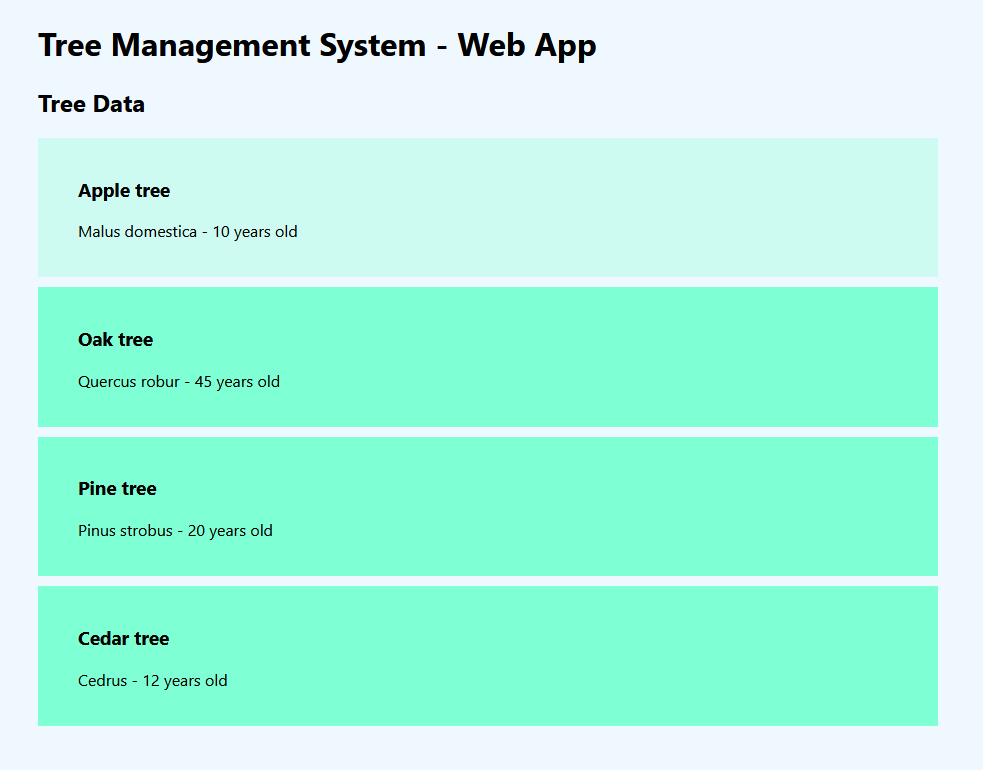 Tree Management System - Web App
Tree Data
Apple tree
Malus domestica - 10 years old
Oak tree
Quercus robur - 45 years old
Pine tree
Pinus strobus - 20 years old
Cedar tree
Cedrus - 12 years old